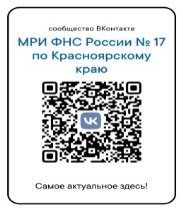 сообщество ВКонтакте
МРИ ФНС России № 17
по Красноярскому
краю
Самое актуальное здесь!